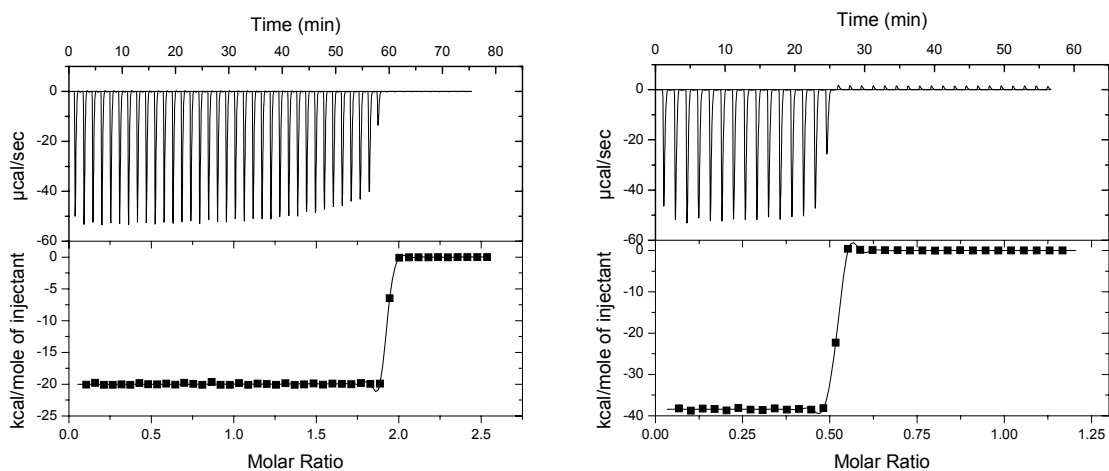 Time (min)
0 10 20 30 40 50 60 70 80
0
-20
-40
-60
µcal/sec
0
-5
-10
-15
-20
-25
kcal/mole of injectant
0.0 0.5 1.0 1.5 2.0 2.5
Molar Ratio
Time (min)
0 10 20 30 40 50 60
0
-20
-40
-60
µcal/sec
0
-10
-20
-30
-40
kcal/mole of injectant
0.00 0.25 0.50 0.75 1.00 1.25
Molar Ratio